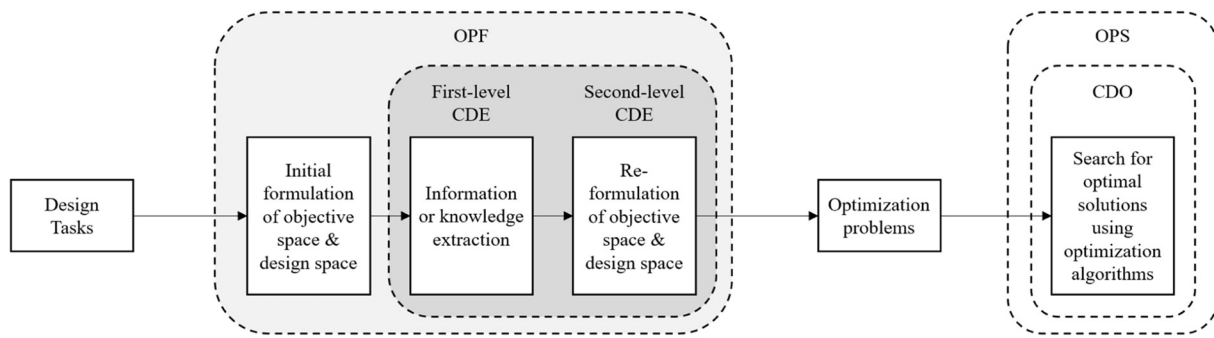 OPF
OPS
First-level
CDE
Second-level
CDE
CDO
Design
Tasks
Initial
formulation
of objective
space &
design space
Information
or knowledge
extraction
Re-
formulation
of objective
space &
design space
Optimization
problems
Search for
optimal
solutions
using
optimization
algorithms